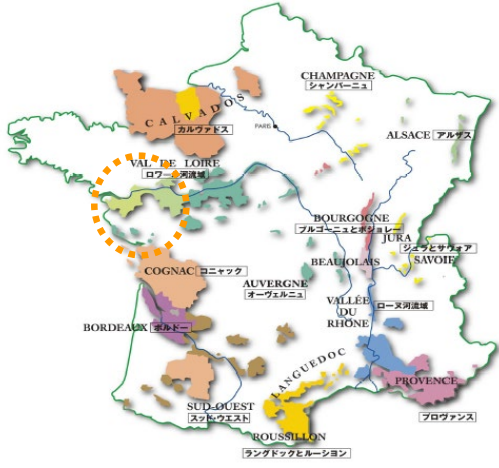 CHAMPAGNE
シャンパーニュ
CALVADOS
カルヴァドス
PARIS
ALSACE アルザス
VAL DE LOIRE
ロワール河流域
BOURGOGNE
ブルゴーニュとボジョレー
JURA
ジュラとサヴォア
SAVOIE
BEAUJOLAIS
COGNAC コニャック
AUVERGNE
オーヴェルニュ
VALLÉE
DU
RHÔNE
ローヌ河流域
BORDEAUX ボルドー
LANGUEDOC
PROVENCE
プロヴァンス
SUD-OUEST
スッド・ウエスト
ROUSSILLON
ラングドックとルーション